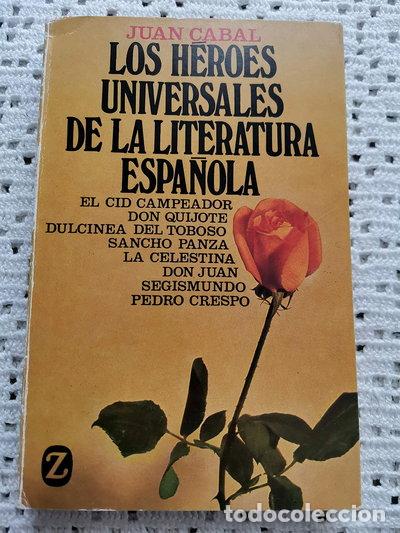 JUAN CABAL
LOS HÉROES
UNIVERSALES
DE LA LITERATURA
ESPAÑOLA
EL CID CAMPEADOR
DON QUIJOTE
DULCINEA DEL TOBOSO
SANCHO PANZA
LA CELESTINA
DON JUAN
SEGISMUNDO
PEDRO CRESPO
Z
todocoleccion